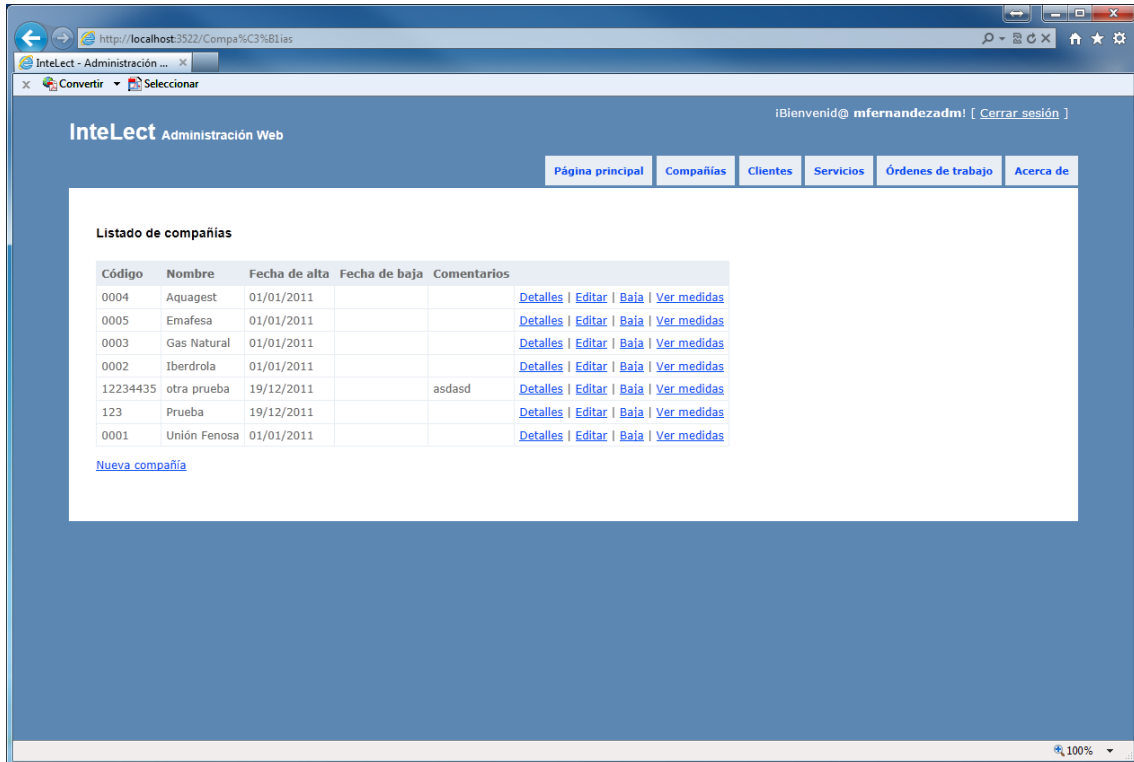 http://localhost:3522/Compa%C3%B1ias
InteLect - Administración ...
Convertir Seleccionar
¡Bienvenid@ mfernandezadm! [ Cerrar sesión ]
InteLect Administración Web
Página principal Compañías Clientes Servicios Órdenes de trabajo Acerca de
Listado de compañias
Código Nombre Fecha de alta Fecha de baja Comentarios
0004 Aquagest 01/01/2011 Detalles | Editar | Baja | Ver medidas
0005 Emafesa 01/01/2011 Detalles | Editar | Baja | Ver medidas
0003 Gas Natural 01/01/2011 Detalles | Editar | Baja | Ver medidas
0002 Iberdrola 01/01/2011 Detalles | Editar | Baja | Ver medidas
12234435 otra prueba 19/12/2011 asdasd Detalles | Editar | Baja | Ver medidas
123 Prueba 19/12/2011 Detalles | Editar | Baja | Ver medidas
0001 Unión Fenosa 01/01/2011 Detalles | Editar | Baja | Ver medidas
Nueva compañía
100%